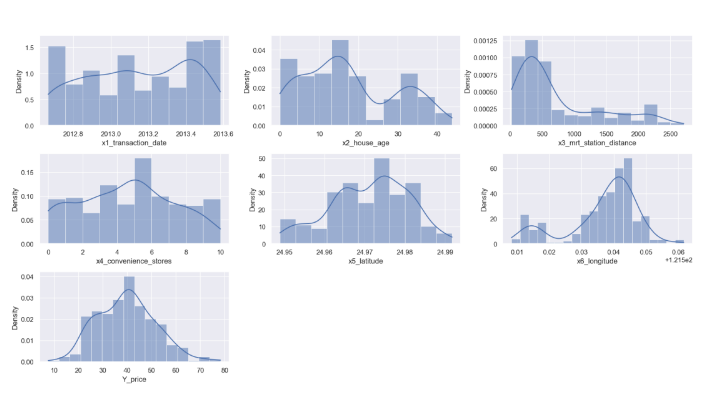 Density
1.5
1.0
0.5
0.0
2012.8 2013.0 2013.2 2013.4 2013.6
x1_transaction_date
Density
0.04
0.03
0.02
0.01
0.00
0 10 20 30 40
x2_house_age
Density
0.00125
0.00100
0.00075
0.00050
0.00025
0.00000
0 500 1000 1500 2000 2500
x3_mrt_station_distance
Density
0.15
0.10
0.05
0.00
0 2 4 6 8 10
x4_convenience_stores
Density
50
40
30
20
10
0
24.95 24.96 24.97 24.98 24.99
x5_latitude
Density
60
40
20
0
0.01 0.02 0.03 0.04 0.05 0.06
+1.215e2
x6_longitude
Density
0.04
0.03
0.02
0.01
0.00
10 20 30 40 50 60 70 80
Y_price